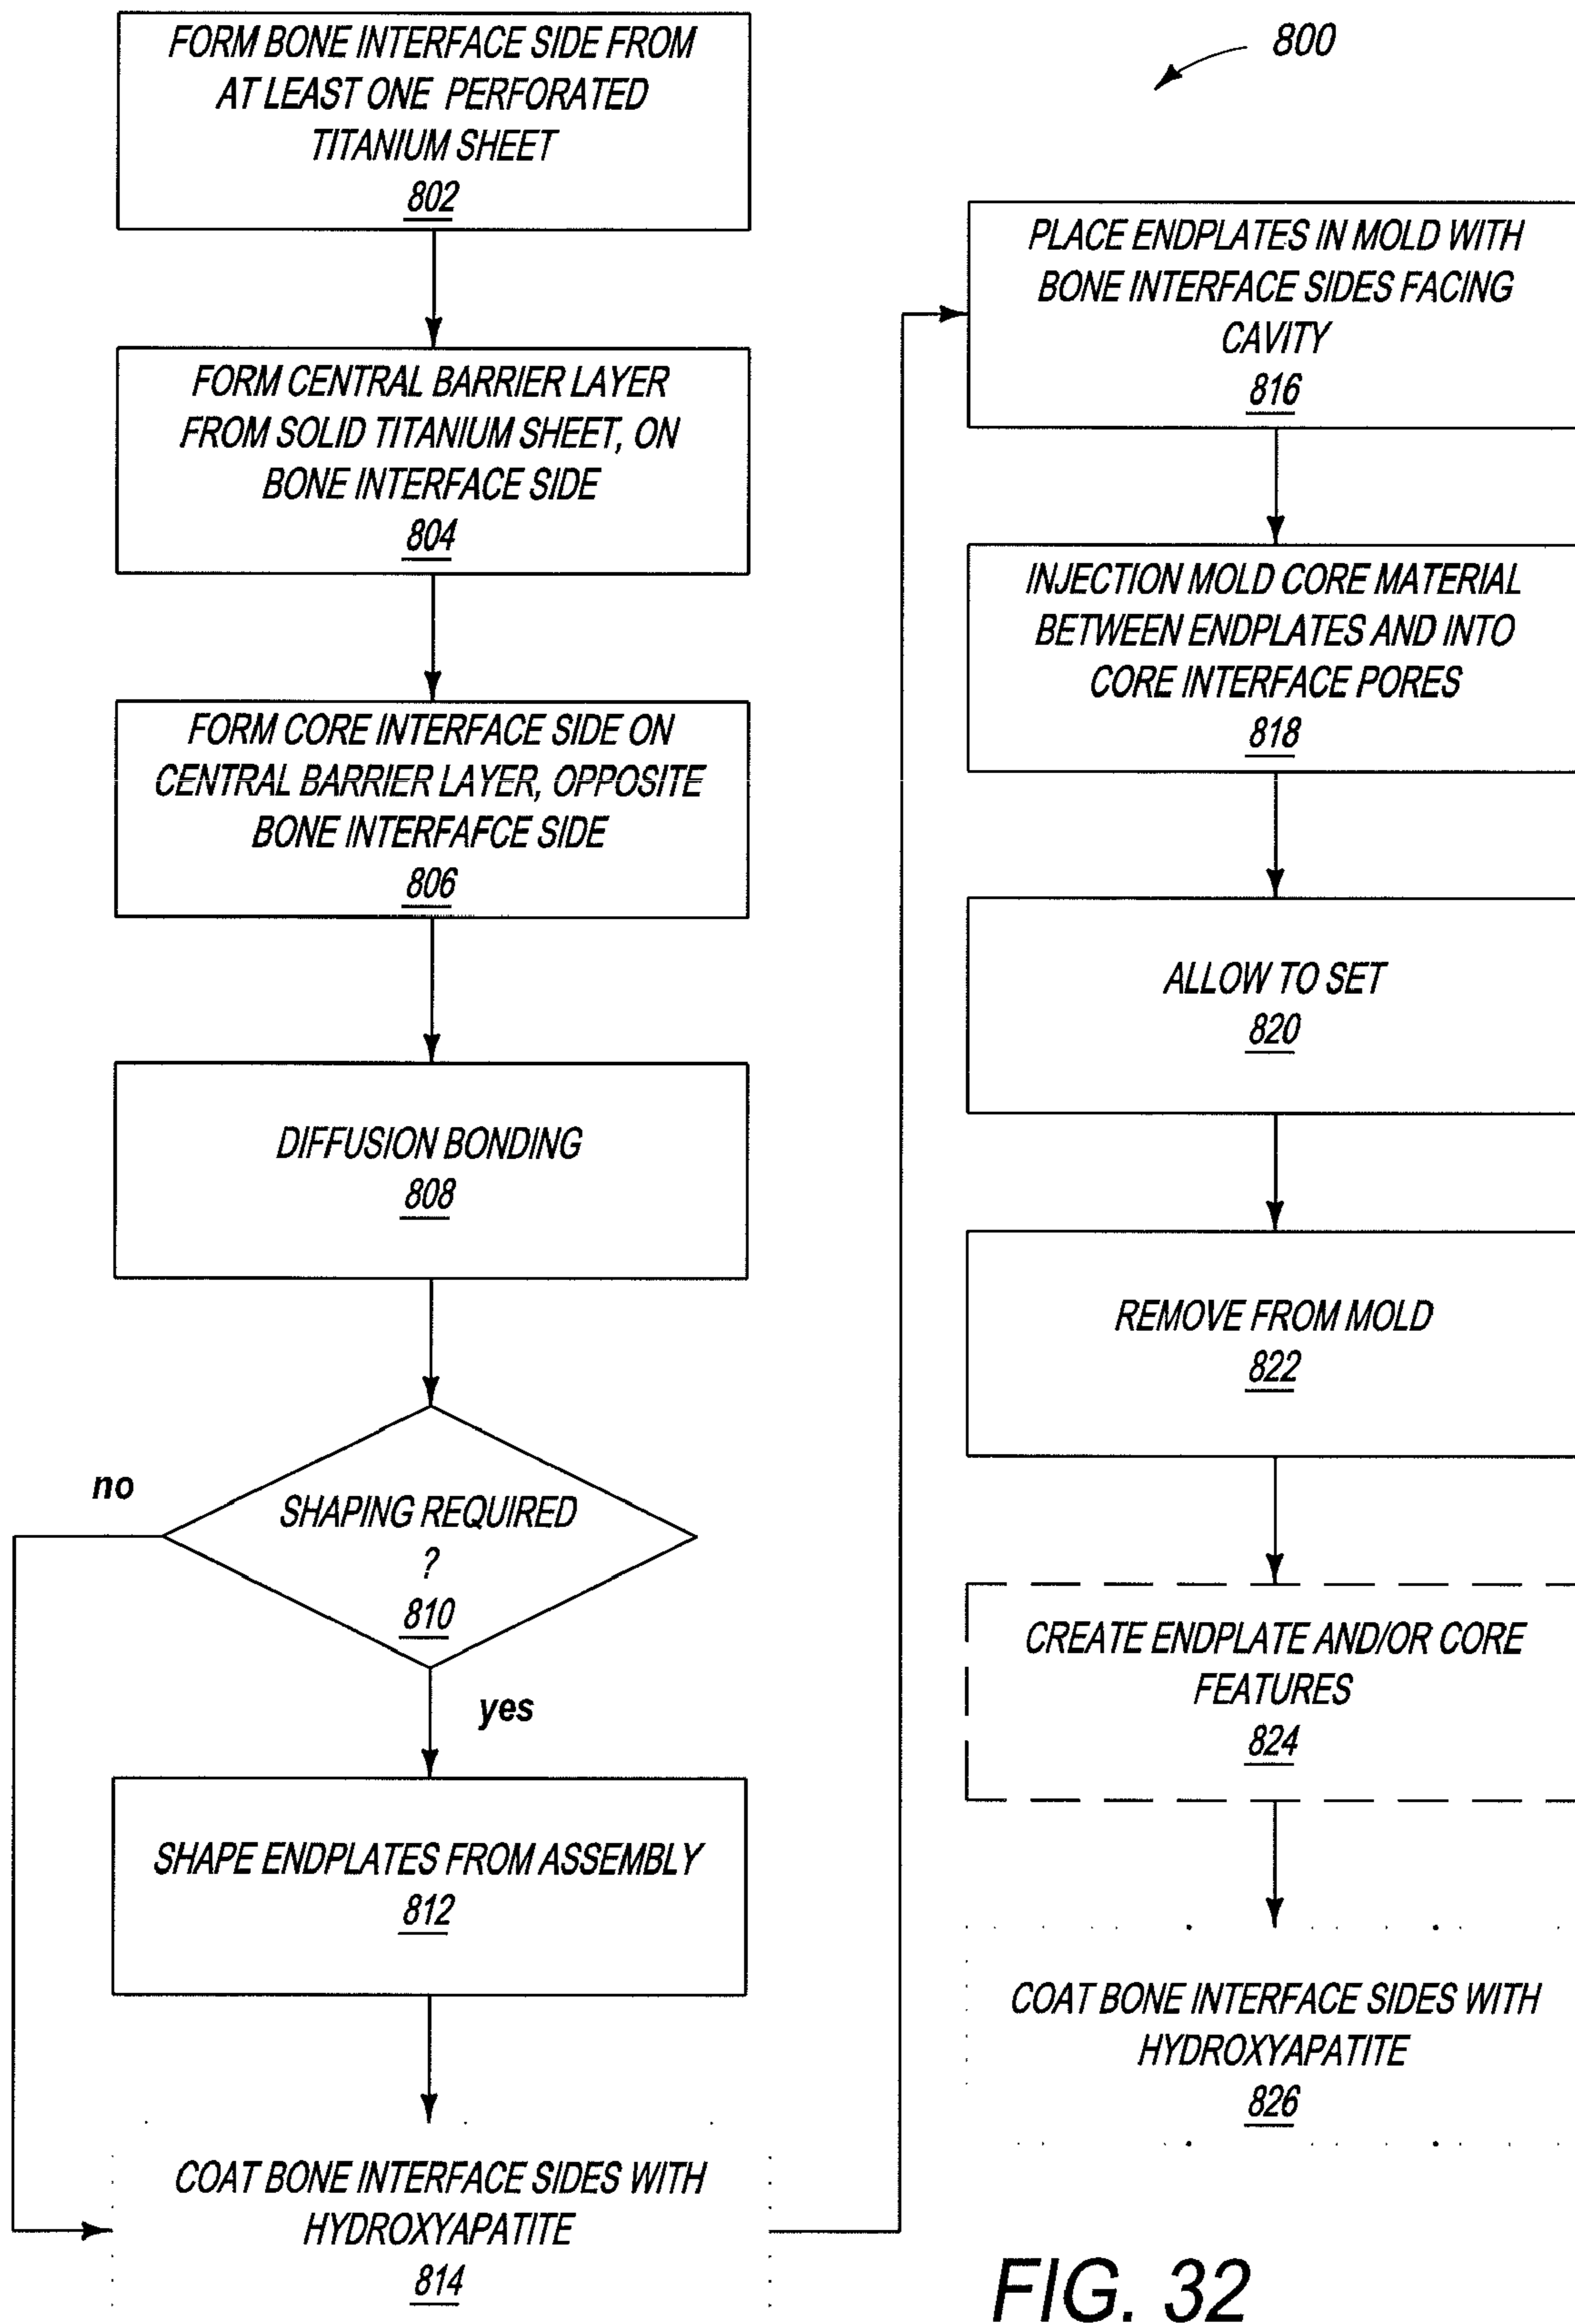 FORM BONE INTERFACE SIDE FROM
AT LEAST ONE PERFORATED
TITANIUM SHEET
802
FORM CENTRAL BARRIER LAYER
FROM SOLID TITANIUM SHEET, ON
BONE INTERFACE SIDE
804
FORM CORE INTERFACE SIDE ON
CENTRAL BARRIER LAYER, OPPOSITE
BONE INTERFAFCE SIDE
806
DIFFUSION BONDING
808
no
SHAPING REQUIRED
?
810
yes
SHAPE ENDPLATES FROM ASSEMBLY
812
COAT BONE INTERFACE SIDES WITH
HYDROXYAPATITE
814
800
PLACE ENDPLATES IN MOLD WITH
BONE INTERFACE SIDES FACING
CAVITY
816
INJECTION MOLD CORE MATERIAL
BETWEEN ENDPLATES AND INTO
CORE INTERFACE PORES
818
ALLOW TO SET
820
REMOVE FROM MOLD
822
CREATE ENDPLATE AND/OR CORE
FEATURES
824
COAT BONE INTERFACE SIDES WITH
HYDROXYAPATITE
826
FIG. 32